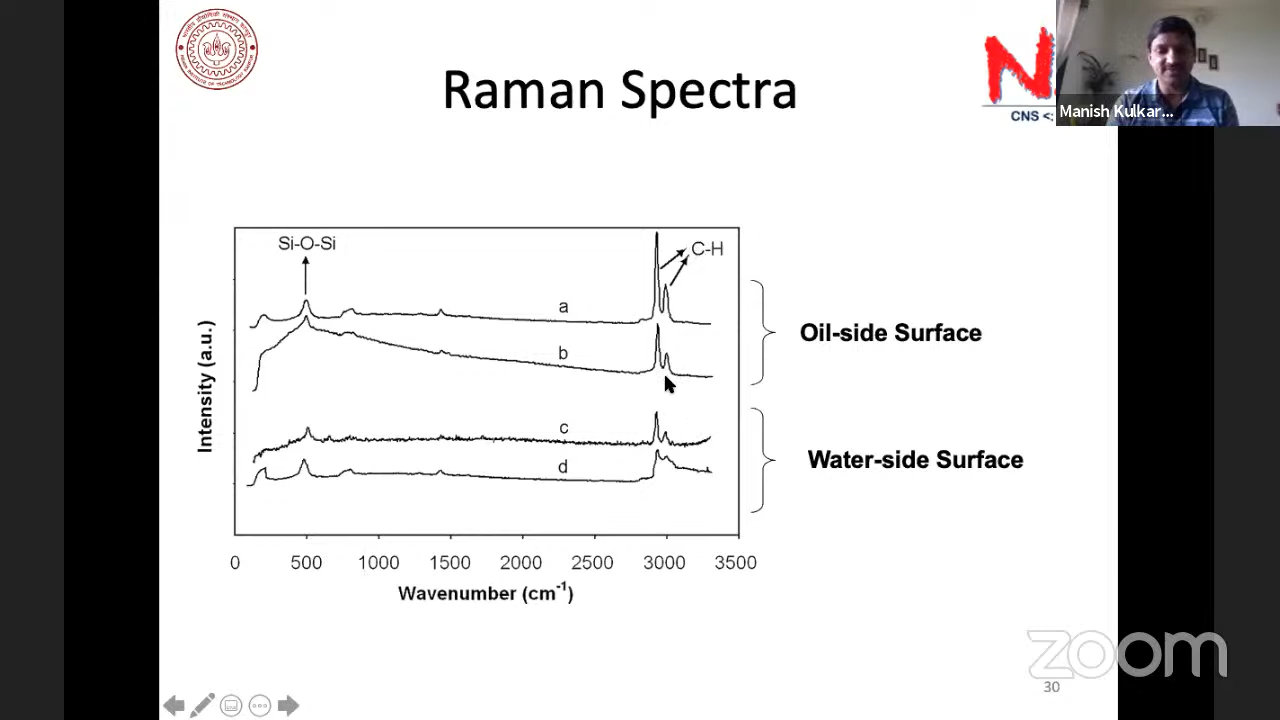 Raman Spectra
CNS <:
Manish Kulkar...
Si-O-Si
C-H
a
b
c
d
Oil-side Surface
Water-side Surface
Intensity (a.u.)
0 500 1000 1500 2000 2500 3000 3500
Wavenumber (cm⁻¹)
zoom
30